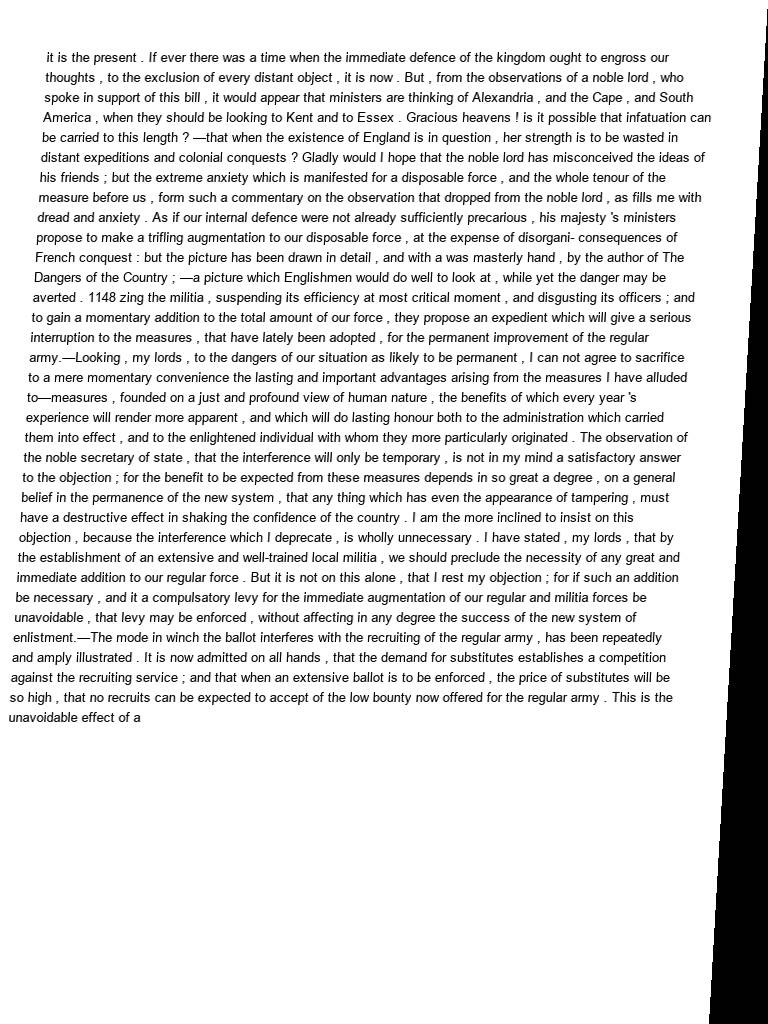 it is the present . If ever there was a time when the immediate defence of the kingdom ought to engross our
thoughts , to the exclusion of every distant object , it is now . But , from the observations of a noble lord , who
spoke in support of this bill , it would appear that ministers are thinking of Alexandria , and the Cape , and South
America , when they should be looking to Kent and to Essex . Gracious heavens ! is it possible that infatuation can
be carried to this length ? —that when the existence of England is in question , her strength is to be wasted in
distant expeditions and colonial conquests ? Gladly would I hope that the noble lord has misconceived the ideas of
his friends ; but the extreme anxiety which is manifested for a disposable force , and the whole tenour of the
measure before us , form such a commentary on the observation that dropped from the noble lord , as fills me with
dread and anxiety . As if our internal defence were not already sufficiently precarious , his majesty 's ministers
propose to make a trifling augmentation to our disposable force , at the expense of disorgani- consequences of
French conquest : but the picture has been drawn in detail , and with a was masterly hand , by the author of The
Dangers of the Country ; —a picture which Englishmen would do well to look at , while yet the danger may be
averted . 1148 zing the militia , suspending its efficiency at most critical moment , and disgusting its officers ; and
to gain a momentary addition to the total amount of our force , they propose an expedient which will give a serious
interruption to the measures , that have lately been adopted , for the permanent improvement of the regular
army.—Looking , my lords , to the dangers of our situation as likely to be permanent , I can not agree to sacrifice
to a mere momentary convenience the lasting and important advantages arising from the measures I have alluded
to—measures , founded on a just and profound view of human nature , the benefits of which every year 's
experience will render more apparent , and which will do lasting honour both to the administration which carried
them into effect , and to the enlightened individual with whom they more particularly originated . The observation of
the noble secretary of state , that the interference will only be temporary , is not in my mind a satisfactory answer
to the objection ; for the benefit to be expected from these measures depends in so great a degree , on a general
belief in the permanence of the new system , that any thing which has even the appearance of tampering , must
have a destructive effect in shaking the confidence of the country . I am the more inclined to insist on this
objection , because the interference which I deprecate , is wholly unnecessary . I have stated , my lords , that by
the establishment of an extensive and well-trained local militia , we should preclude the necessity of any great and
immediate addition to our regular force . But it is not on this alone , that I rest my objection ; for if such an addition
be necessary , and it a compulsatory levy for the immediate augmentation of our regular and militia forces be
unavoidable , that levy may be enforced , without affecting in any degree the success of the new system of
enlistment.—The mode in winch the ballot interferes with the recruiting of the regular army , has been repeatedly
and amply illustrated . It is now admitted on all hands , that the demand for substitutes establishes a competition
against the recruiting service ; and that when an extensive ballot is to be enforced , the price of substitutes will be
so high , that no recruits can be expected to accept of the low bounty now offered for the regular army . This is the
unavoidable effect of a